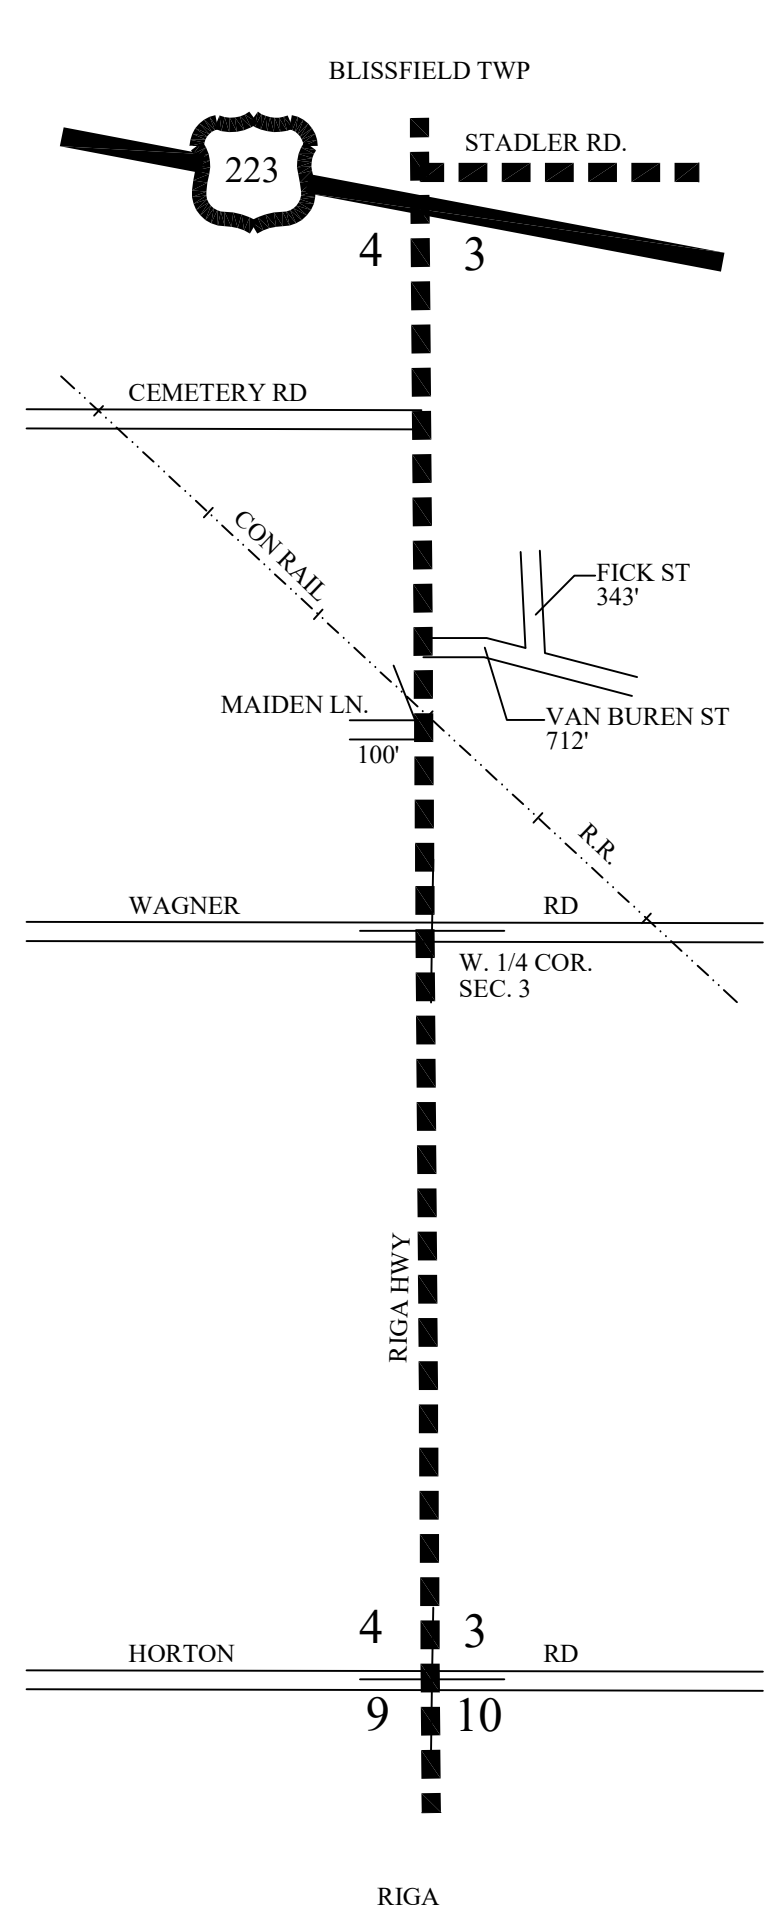 BLISSFIELD TWP
STADLER RD.
223
4 3
CEMETERY RD
CON RAIL
FICK ST
343'
MAIDEN LN.
100'
VAN BUREN ST
712'
R.R.
WAGNER RD
W. 1/4 COR.
SEC. 3
RIGA HWY
4 3
HORTON RD
9 10
RIGA